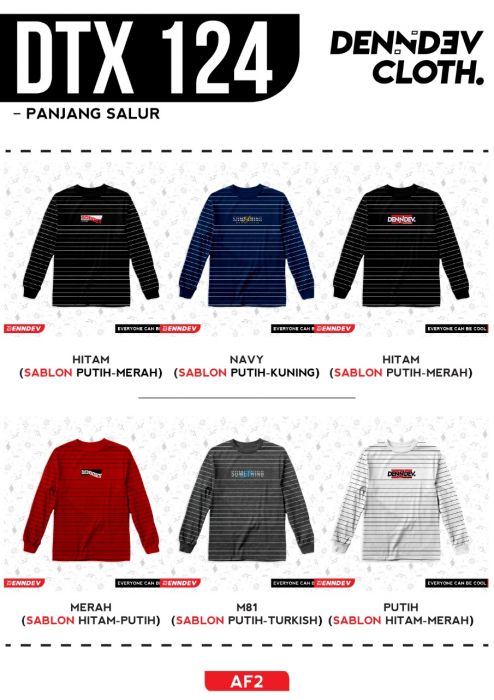 DTX 124
DENNDEV
CLOTH.
– PANJANG SALUR
DENNDEV.
DENNDEV
EVERYONE CAN B
DENNDEV
EVERYONE CAN BE
DENNDEV
EVERYONE CAN BE COOL
HITAM
(SABLON PUTIH-MERAH)
NAVY
(SABLON PUTIH-KUNING)
HITAM
(SABLON PUTIH-MERAH)
DENNDEV
SOMETHING
DENNDEV.
DENNDEV
EVERYONE CAN BE
DENNDEV
EVERYONE CAN BE
DENNDEV
EVERYONE CAN BE COOL
MERAH
(SABLON HITAM-PUTIH)
M81
(SABLON PUTIH-TURKISH)
PUTIH
(SABLON HITAM-MERAH)
AF2